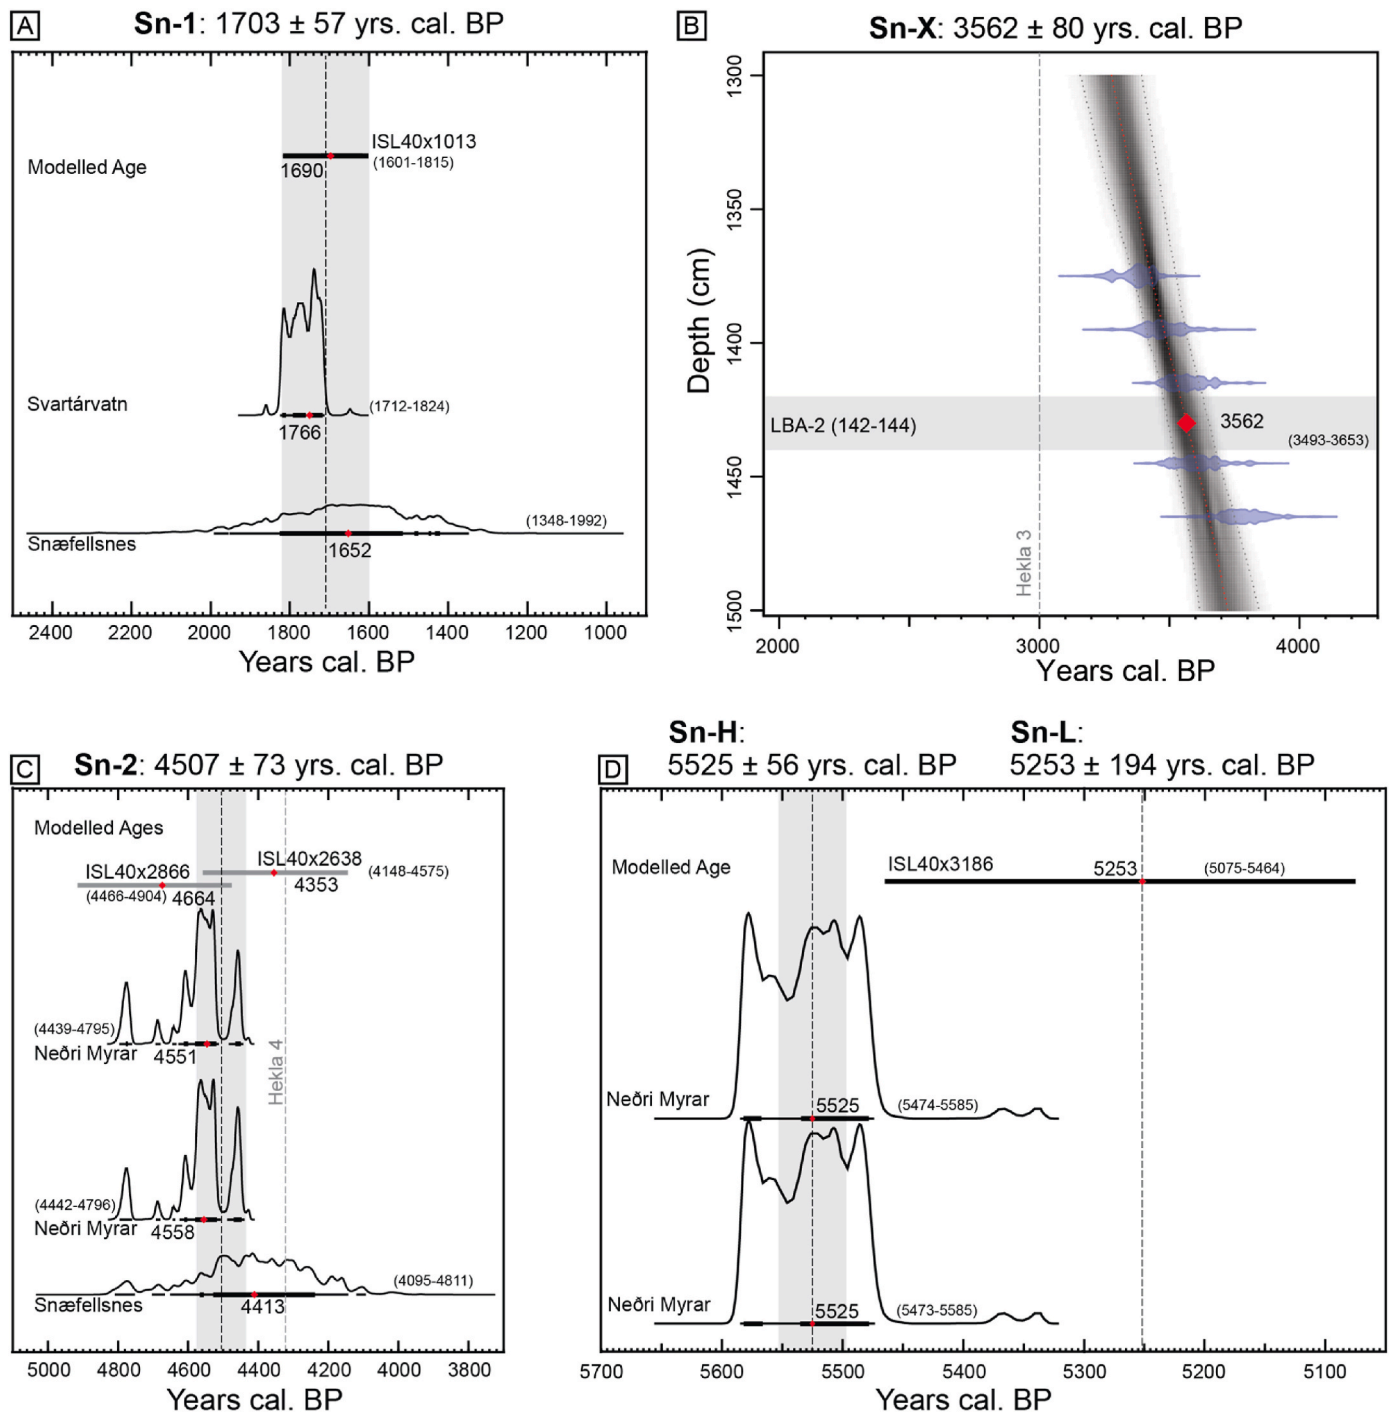 A
Sn-1: 1703 ± 57 yrs. cal. BP
Modelled Age
ISL40x1013
(1601-1815)
1690
Svartárvatn
(1712-1824)
1766
Snæfellsnes
(1348-1992)
1652
2400 2200 2000 1800 1600 1400 1200 1000
Years cal. BP
B
Sn-X: 3562 ± 80 yrs. cal. BP
Depth (cm)
1300
1350
1400
1450
1500
LBA-2 (142-144)
3562
(3493-3653)
Hekla 3
2000 3000 4000
Years cal. BP
C
Sn-2: 4507 ± 73 yrs. cal. BP
Modelled Ages
ISL40x2638
(4148-4575)
4353
ISL40x2866
(4466-4904)
4664
(4439-4795)
Neðri Myrar
4551
Hekla 4
(4442-4796)
Neðri Myrar
4558
(4095-4811)
Snæfellsnes
4413
5000 4800 4600 4400 4200 4000 3800
Years cal. BP
D
Sn-H:
5525 ± 56 yrs. cal. BP
Sn-L:
5253 ± 194 yrs. cal. BP
Modelled Age
ISL40x3186
5253
(5075-5464)
Neðri Myrar
5525
(5474-5585)
Neðri Myrar
5525
(5473-5585)
5700 5600 5500 5400 5300 5200 5100
Years cal. BP